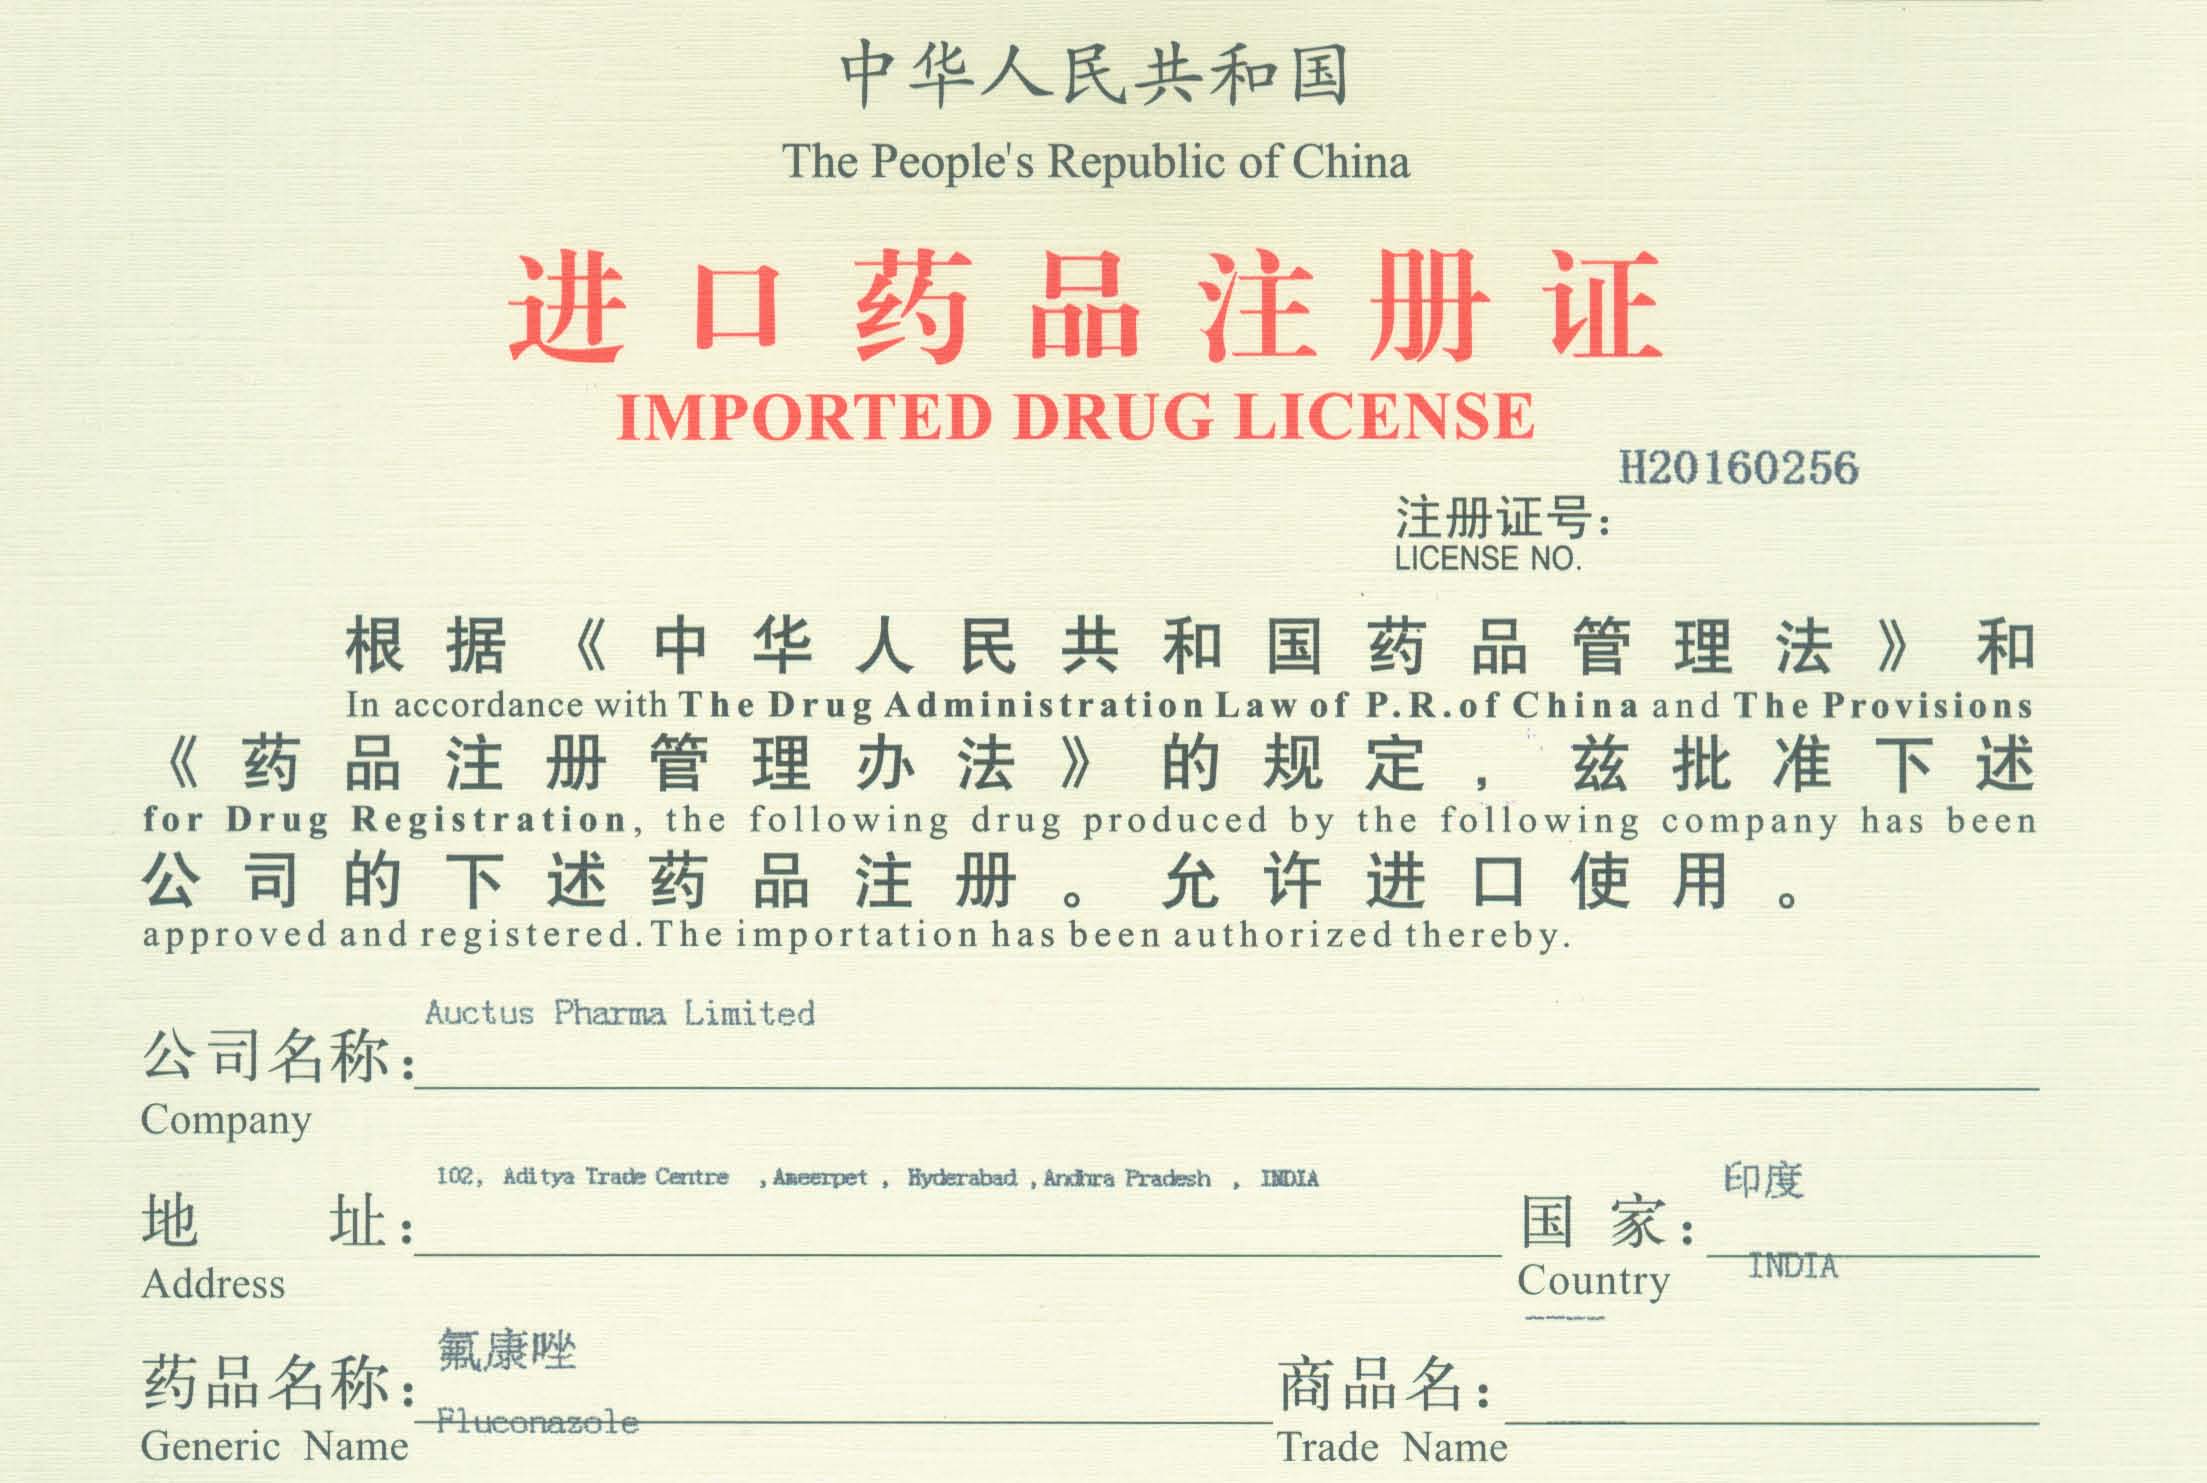 中华人民共和国
The People's Republic of China
进口药品注册证
IMPORTED DRUG LICENSE
H20160256
注册证号：
LICENSE NO.
根据《中华人民共和国药品管理法》和
In accordance with The Drug Administration Law of P.R.of China and The Provisions
《药品注册管理办法》的规定，兹批准下述
for Drug Registration, the following drug produced by the following company has been
公司的下述药品注册。允许进口使用。
approved and registered.The importation has been authorized thereby.
Auctus Pharma Limited
公司名称：
Company
102, Aditya Trade Centre ,Ameerpet , Hyderabad ,Andhra Pradesh , INDIA
地 址：
Address
印度
国 家：
INDIA
Country
氟康唑
药品名称：
Fluconazole
Generic Name
-----
商品名：
Trade Name